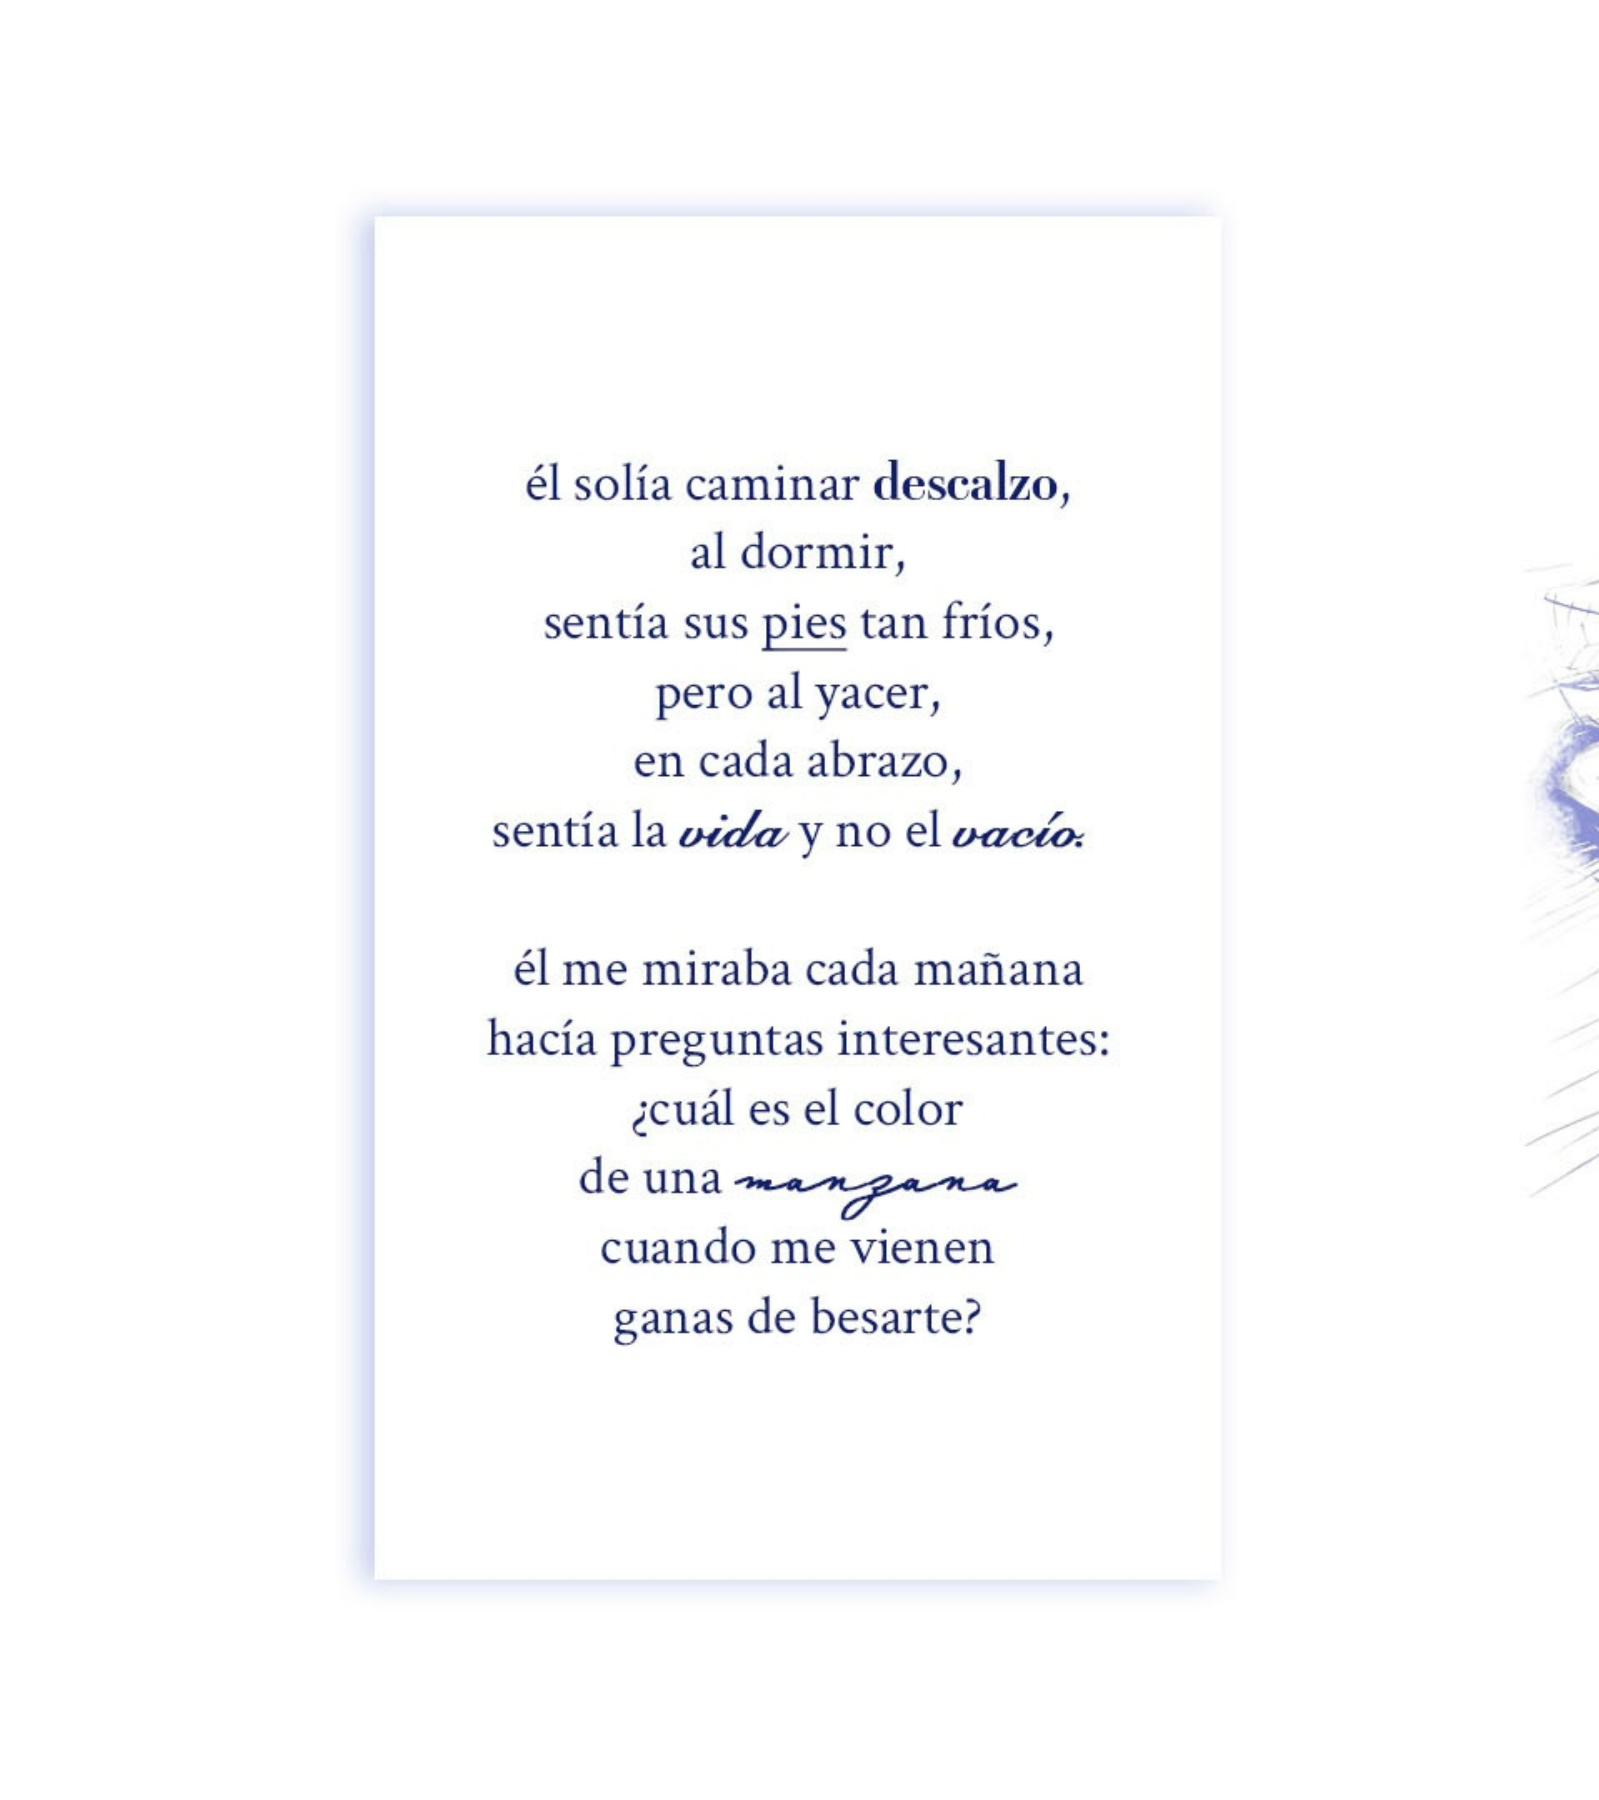 él solía caminar descalzo,
al dormir,
sentía sus pies tan fríos,
pero al yacer,
en cada abrazo,
sentía la vida y no el vacío.
él me miraba cada mañana
hacía preguntas interesantes:
¿cuál es el color
de una manzana
cuando me vienen
ganas de besarte?